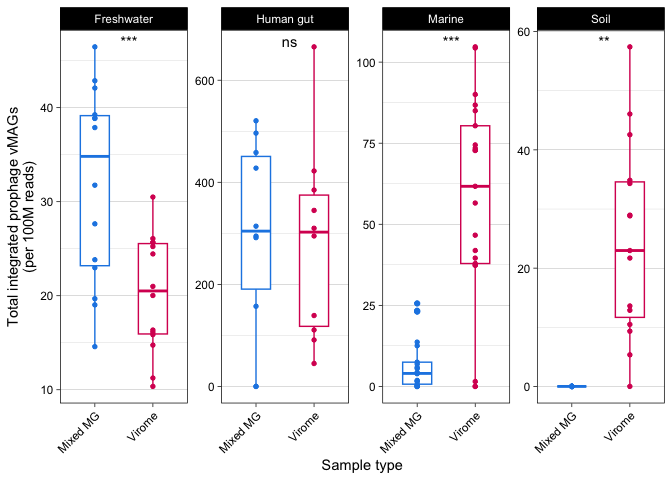 Freshwater
Human gut
Marine
Soil
***
ns
***
**
Total integrated prophage vMAGs
(per 100M reads)
40
30
20
10
600
400
200
0
100
75
50
25
0
60
40
20
0
Mixed MG
Virome
Mixed MG
Virome
Mixed MG
Virome
Mixed MG
Virome
Sample type